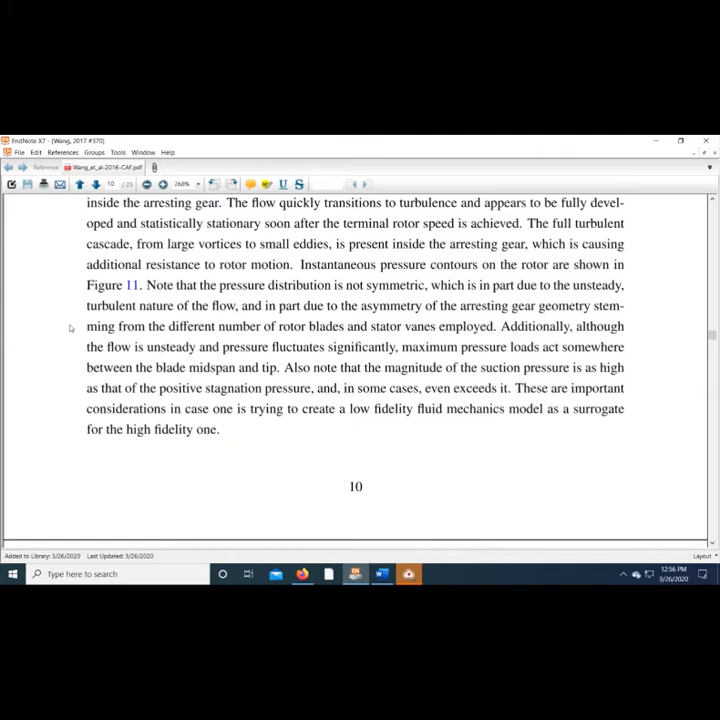 EndNote X7 - [Wang, 2017 #370]
File Edit References Groups Tools Window Help
Reference Wang_et_al-2016-CAF.pdf
10 / 25 268%
inside the arresting gear. The flow quickly transitions to turbulence and appears to be fully devel-
oped and statistically stationary soon after the terminal rotor speed is achieved. The full turbulent
cascade, from large vortices to small eddies, is present inside the arresting gear, which is causing
additional resistance to rotor motion. Instantaneous pressure contours on the rotor are shown in
Figure 11. Note that the pressure distribution is not symmetric, which is in part due to the unsteady,
turbulent nature of the flow, and in part due to the asymmetry of the arresting gear geometry stem-
ming from the different number of rotor blades and stator vanes employed. Additionally, although
the flow is unsteady and pressure fluctuates significantly, maximum pressure loads act somewhere
between the blade midspan and tip. Also note that the magnitude of the suction pressure is as high
as that of the positive stagnation pressure, and, in some cases, even exceeds it. These are important
considerations in case one is trying to create a low fidelity fluid mechanics model as a surrogate
for the high fidelity one.
10
Added to Library: 3/26/2020 Last Updated: 3/26/2020 Layout
Type here to search
12:56 PM
3/26/2020